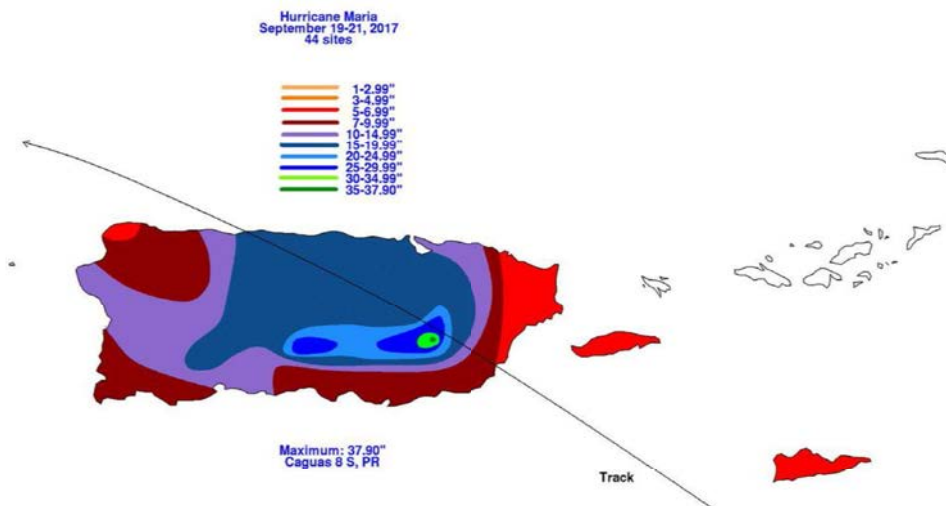 Hurricane Maria
September 19-21, 2017
44 sites
1-2.99"
3-4.99"
5-6.99"
7-9.99"
10-14.99"
15-19.99"
20-24.99"
25-29.99"
30-34.99"
35-37.90"
Maximum: 37.90"
Caguas 8 S, PR
Track